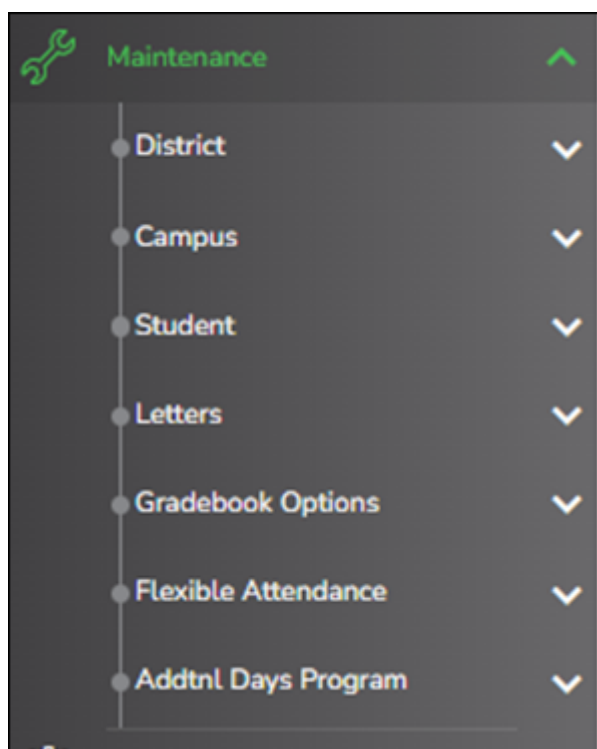 Maintenance
District
Campus
Student
Letters
Gradebook Options
Flexible Attendance
Addtnl Days Program